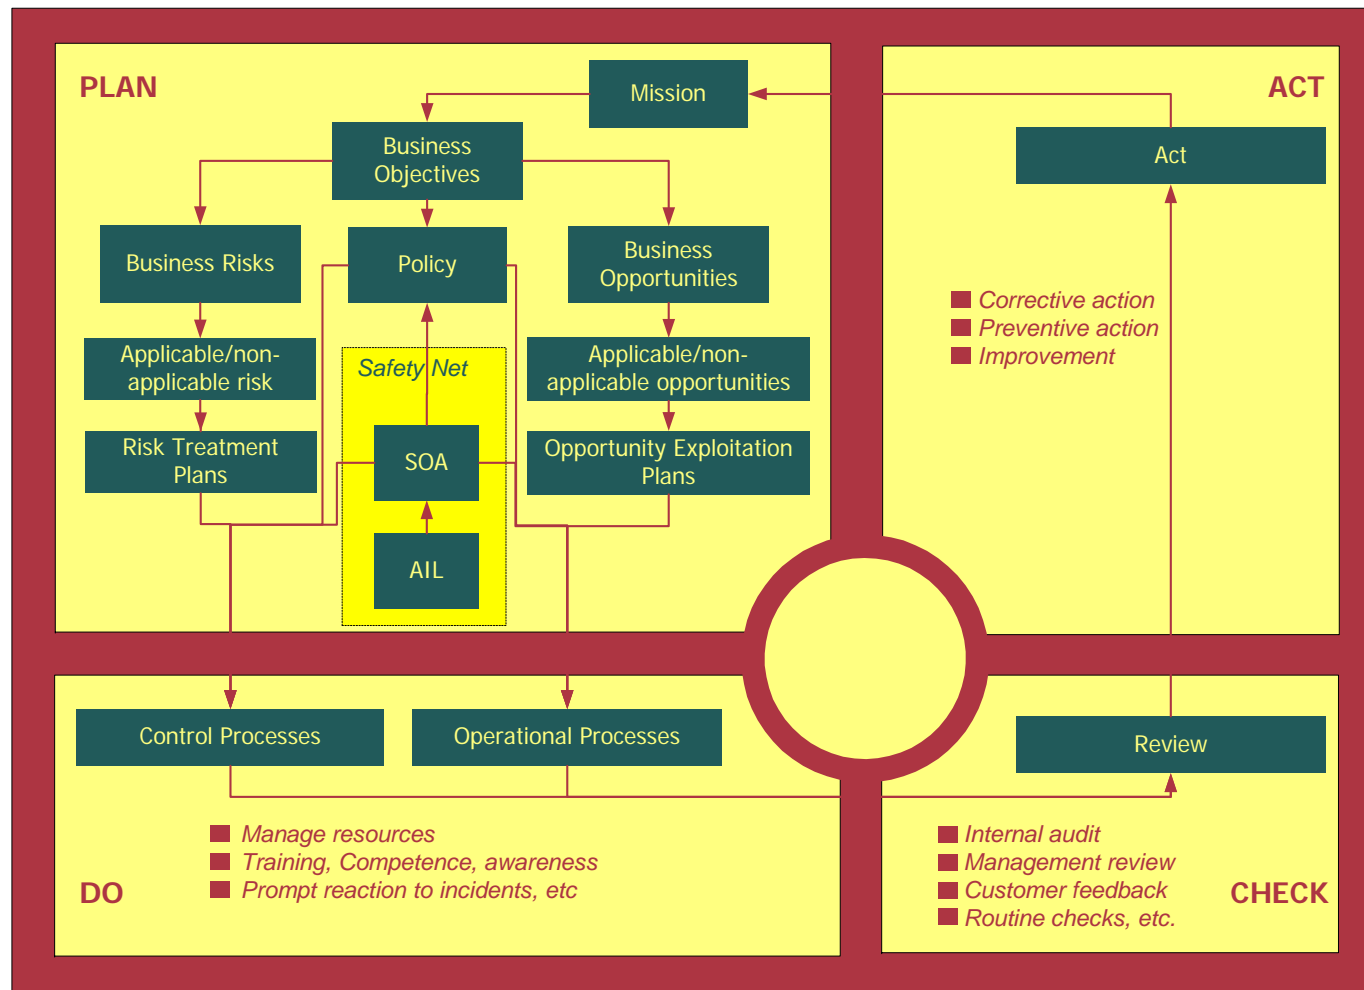 PLAN
Mission
Business
Objectives
Business Risks
Policy
Business
Opportunities
Applicable/non-
applicable risk
Safety Net
Applicable/non-
applicable opportunities
Risk Treatment
Plans
SOA
Opportunity Exploitation
Plans
AIL
ACT
Act
Corrective action
Preventive action
Improvement
Control Processes
Operational Processes
Manage resources
Training, Competence, awareness
Prompt reaction to incidents, etc
DO
Review
Internal audit
Management review
Customer feedback
Routine checks, etc.
CHECK